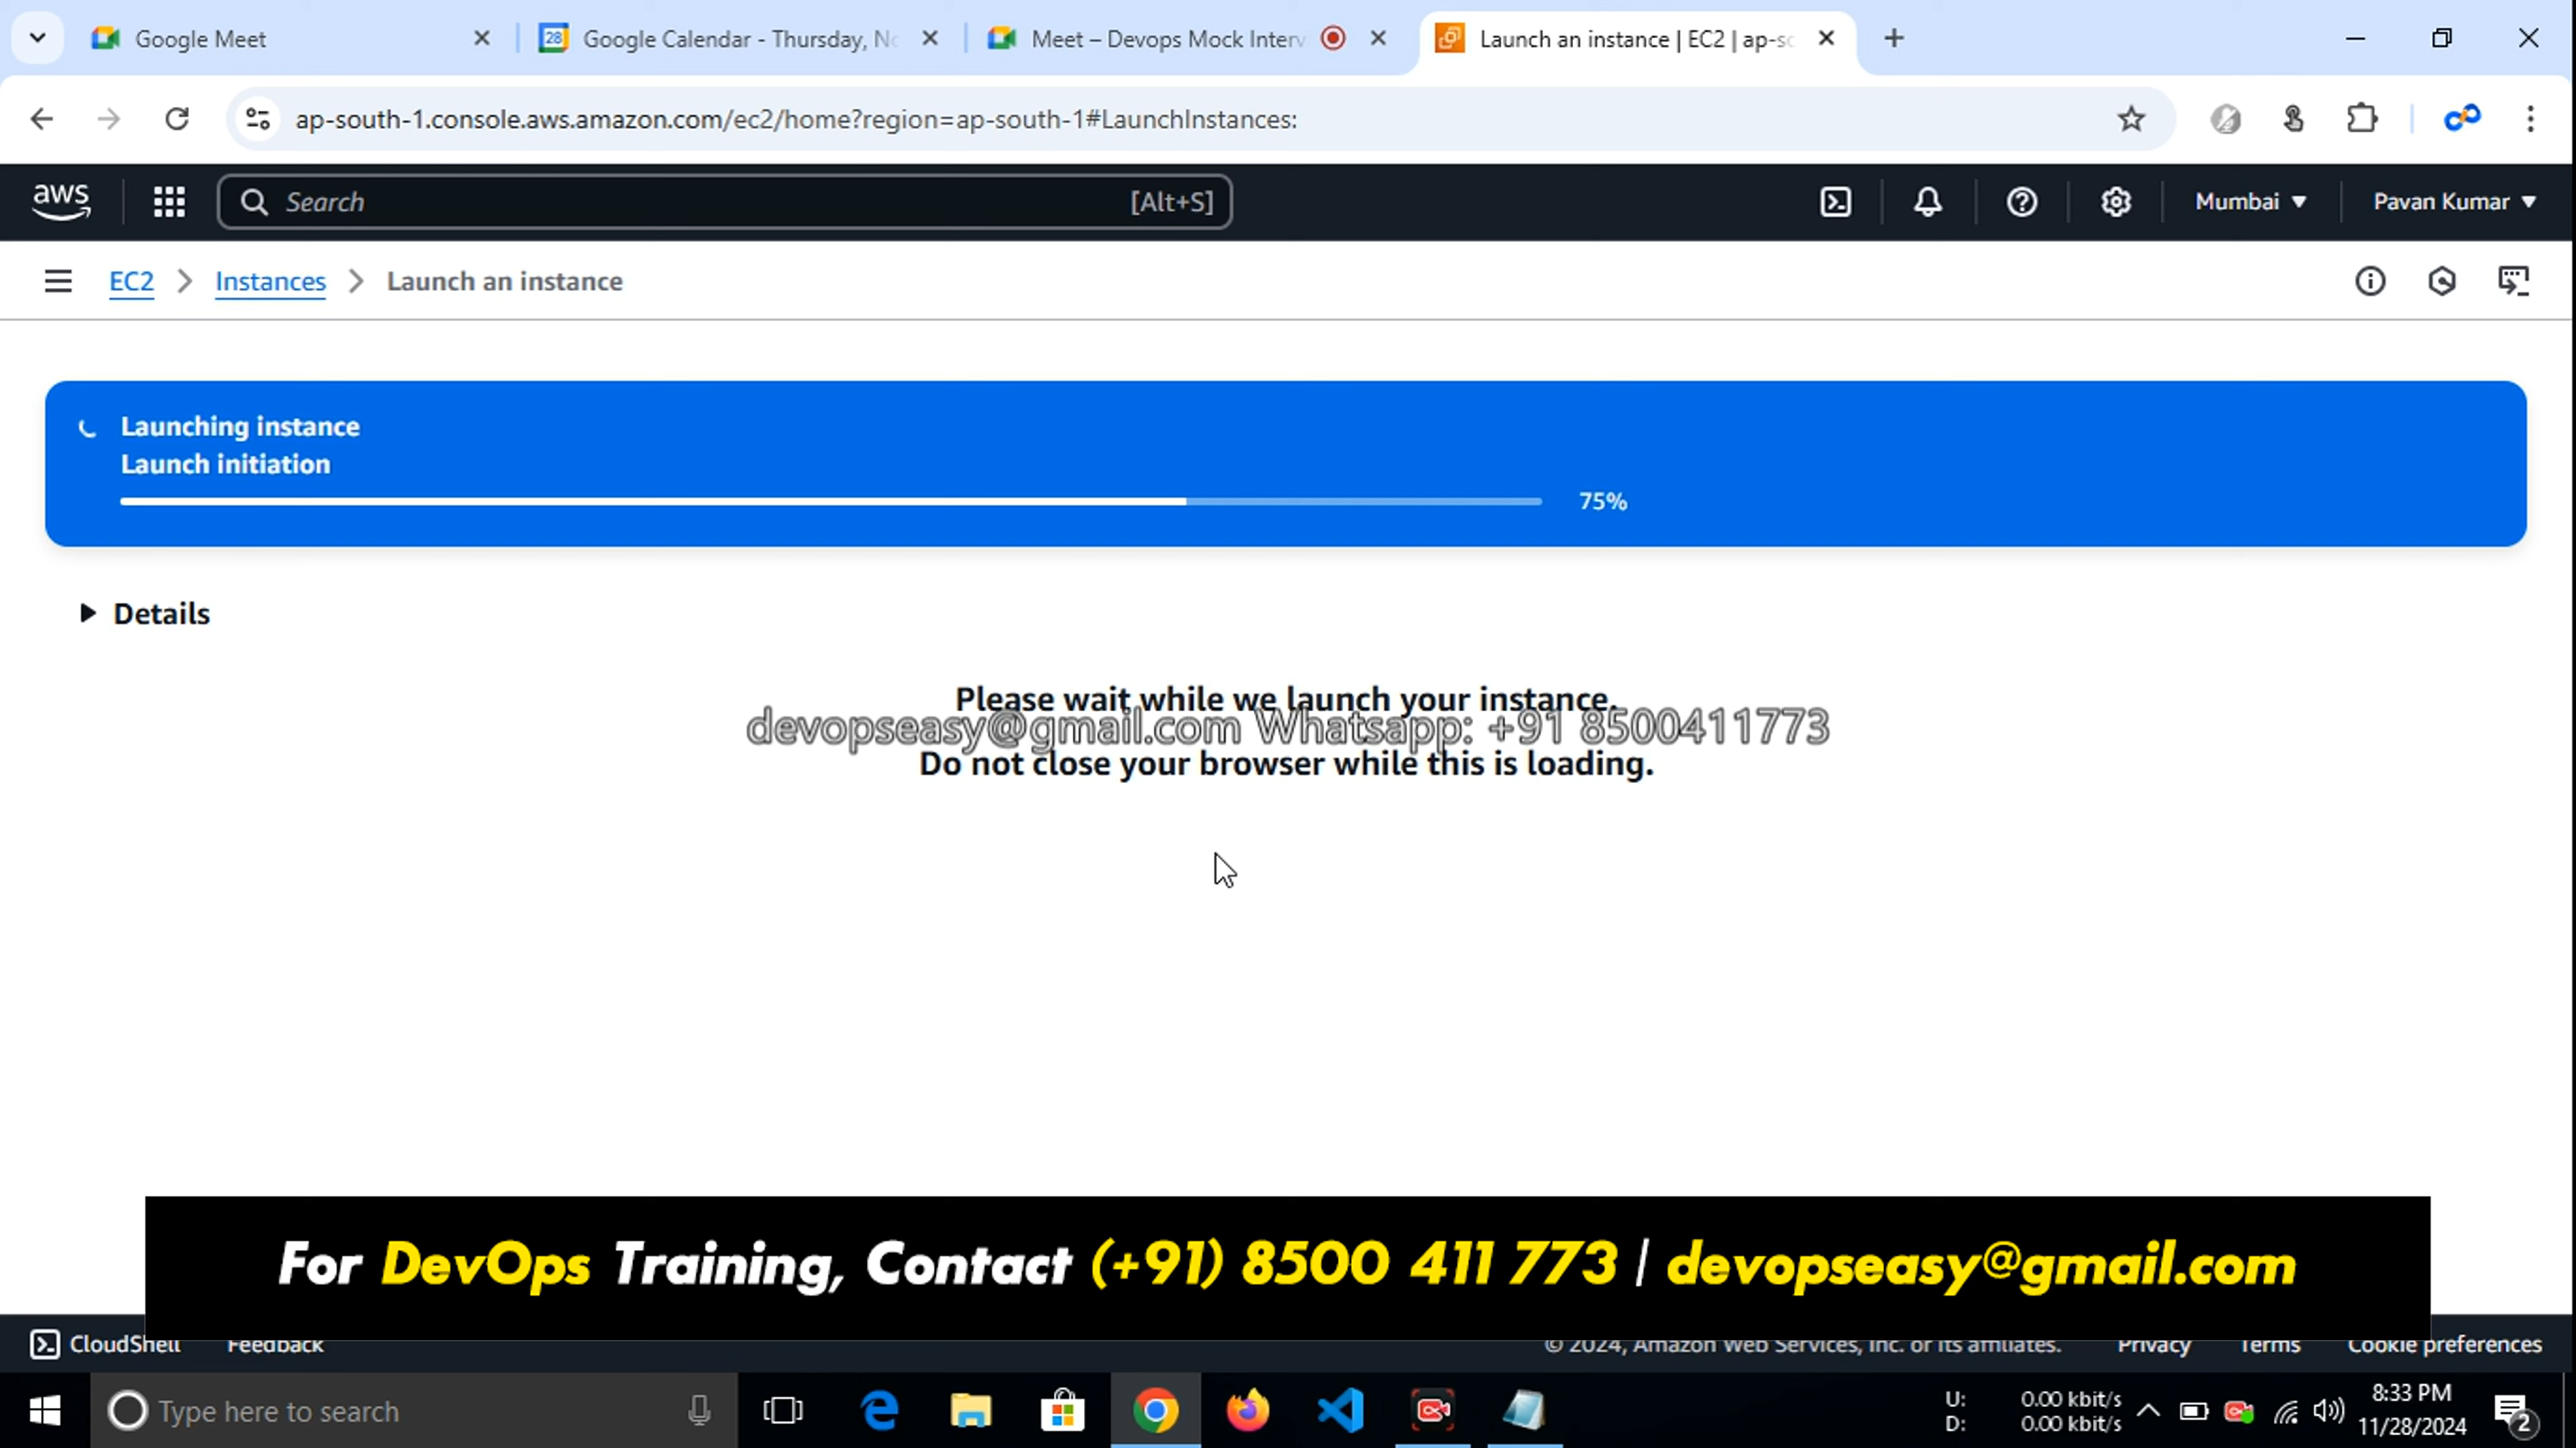 Google Meet
Google Calendar - Thursday, No
Meet – Devops Mock Interv
Launch an instance | EC2 | ap-so
ap-south-1.console.aws.amazon.com/ec2/home?region=ap-south-1#LaunchInstances:
aws
Search
[Alt+S]
Mumbai
Pavan Kumar
EC2
Instances
Launch an instance
Launching instance
Launch initiation
75%
Details
Please wait while we launch your instance.
devopseasy@gmail.com Whatsapp: +91 8500411773
Do not close your browser while this is loading.
For DevOps Training, Contact (+91) 8500 411 773 | devopseasy@gmail.com
CloudShell
Feedback
© 2024, Amazon Web Services, Inc. or its affiliates.
Privacy
Terms
Cookie preferences
Type here to search
U: 0.00 kbit/s
D: 0.00 kbit/s
8:33 PM
11/28/2024
2